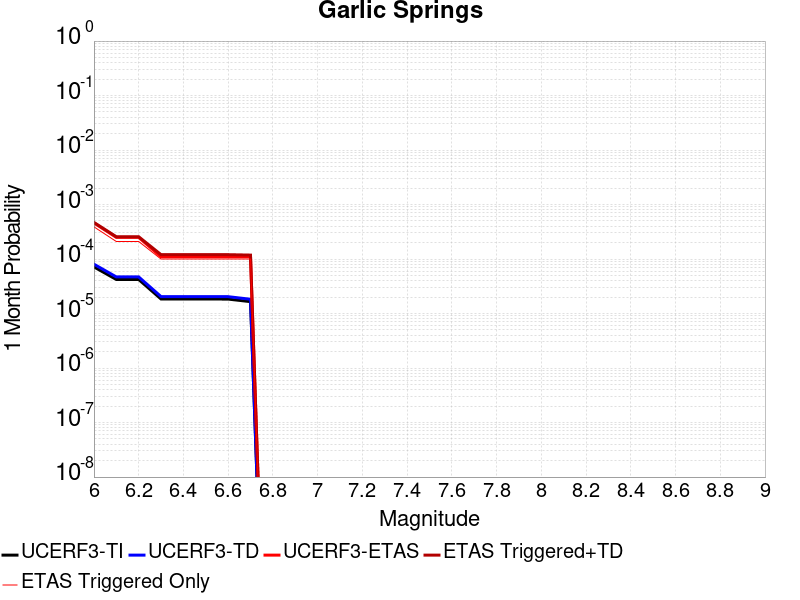 Garlic Springs
10^0
10^-1
10^-2
10^-3
10^-4
10^-5
10^-6
10^-7
10^-8
1 Month Probability
6 6.2 6.4 6.6 6.8 7 7.2 7.4 7.6 7.8 8 8.2 8.4 8.6 8.8 9
Magnitude
UCERF3-TI UCERF3-TD UCERF3-ETAS ETAS Triggered+TD
ETAS Triggered Only